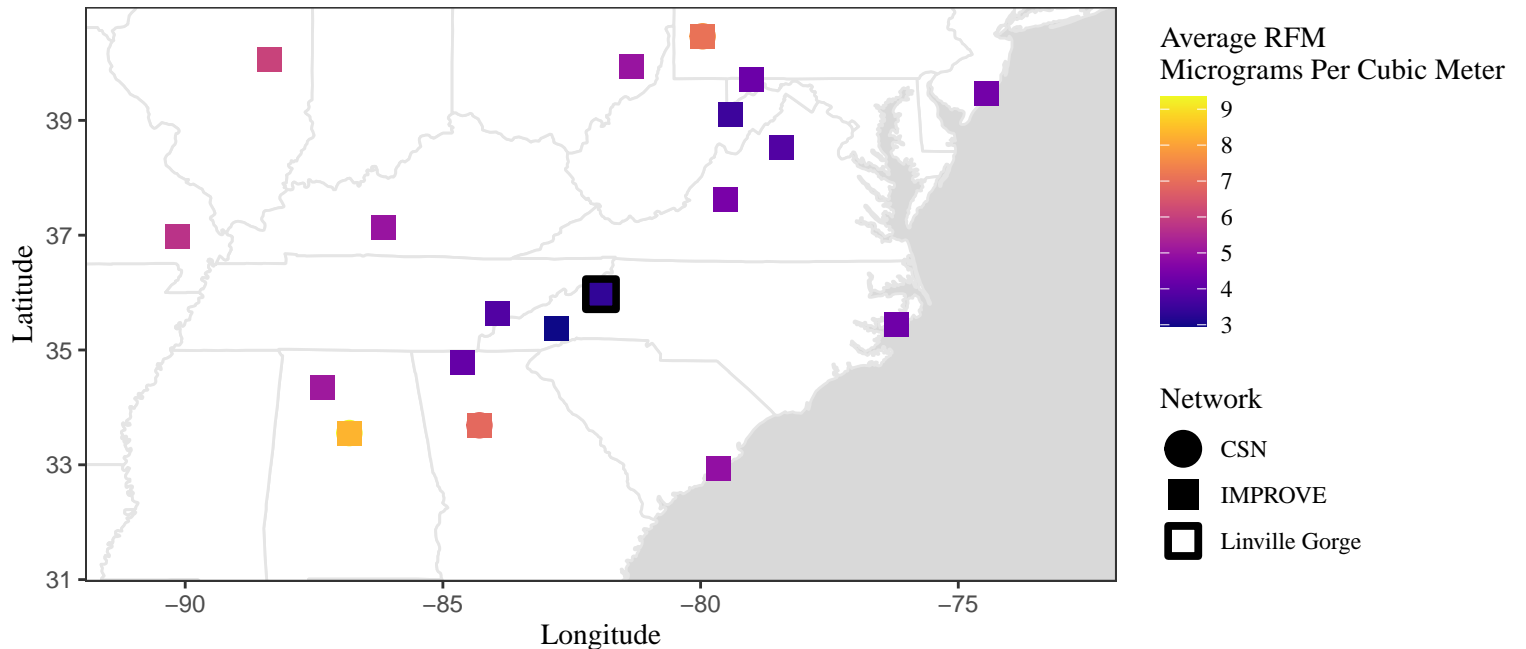 Average RFM
Micrograms Per Cubic Meter
9
8
7
6
5
4
3
Network
CSN
IMPROVE
Linville Gorge
Latitude
39
37
35
33
31
−90
−85
−80
−75
Longitude